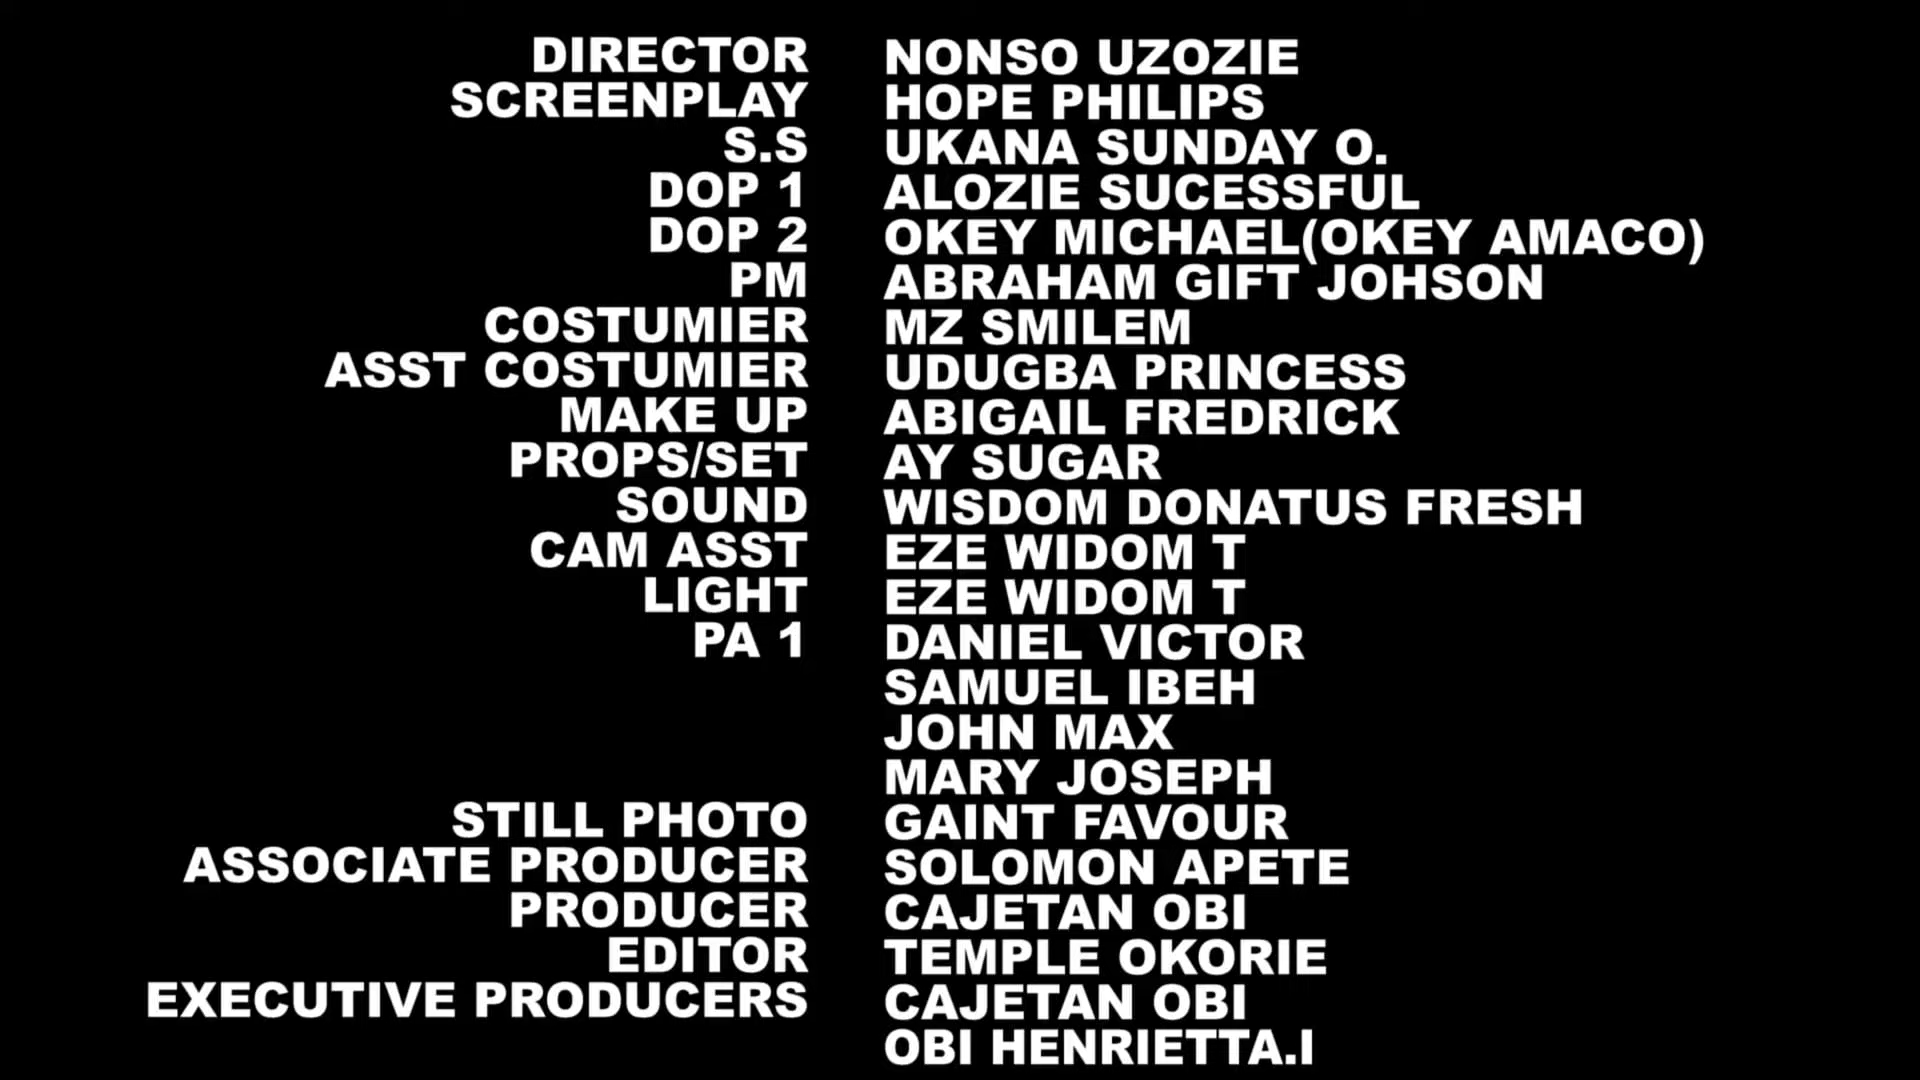 DIRECTOR NONSO UZOZIE
SCREENPLAY HOPE PHILIPS
S.S UKANA SUNDAY O.
DOP 1 ALOZIE SUCESSFUL
DOP 2 OKEY MICHAEL(OKEY AMACO)
PM ABRAHAM GIFT JOHSON
COSTUMIER MZ SMILEM
ASST COSTUMIER UDUGBA PRINCESS
MAKE UP ABIGAIL FREDRICK
PROPS/SET AY SUGAR
SOUND WISDOM DONATUS FRESH
CAM ASST EZE WIDOM T
LIGHT EZE WIDOM T
PA 1 DANIEL VICTOR
SAMUEL IBEH
JOHN MAX
MARY JOSEPH
STILL PHOTO GAINT FAVOUR
ASSOCIATE PRODUCER SOLOMON APETE
PRODUCER CAJETAN OBI
EDITOR TEMPLE OKORIE
EXECUTIVE PRODUCERS CAJETAN OBI
OBI HENRIETTA.I